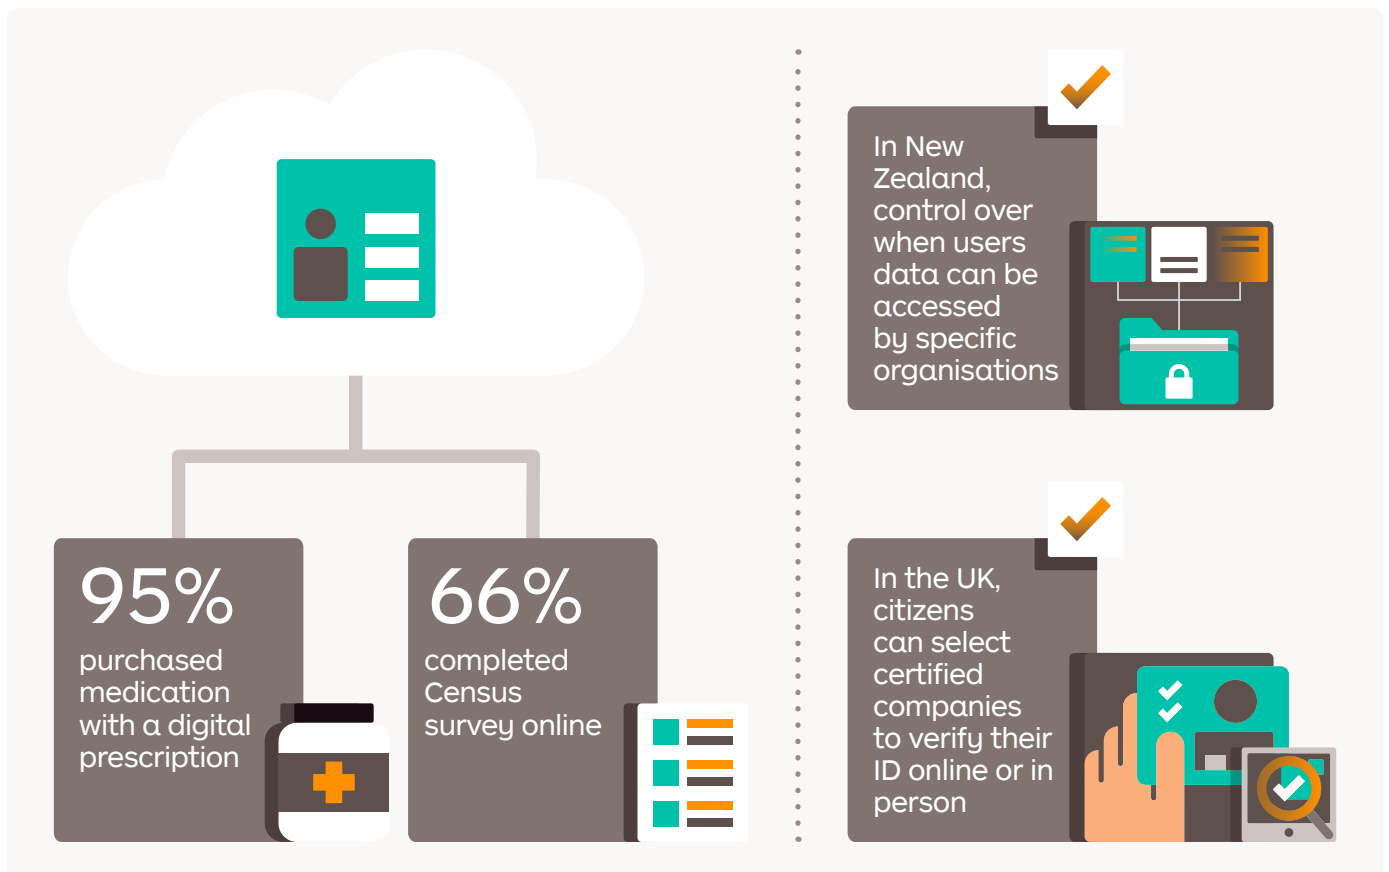 95%
purchased
medication
with a digital
prescription
66%
completed
Census
survey online
In New
Zealand,
control over
when users
data can be
accessed
by specific
organisations
In the UK,
citizens
can select
certified
companies
to verify their
ID online or in
person